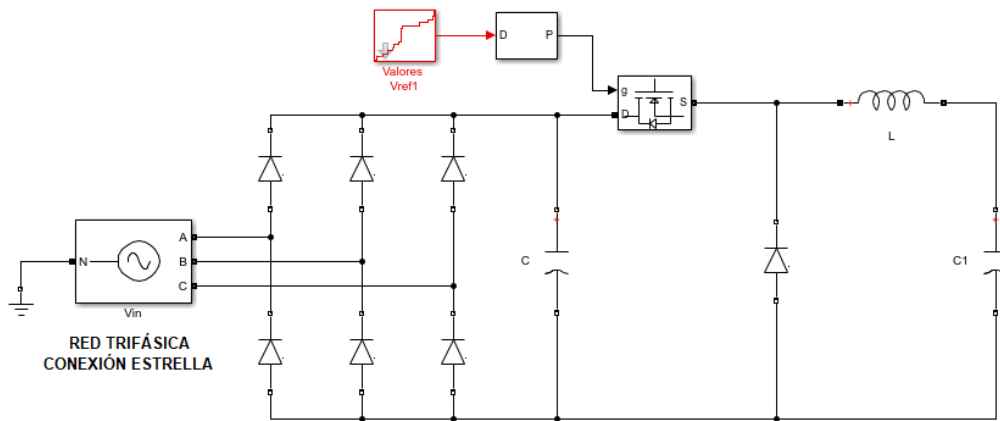 D
P
Valores
Vref1
g
D
S
L
N
A
B
C
Vin
C
C1
RED TRIFÁSICA
CONEXIÓN ESTRELLA